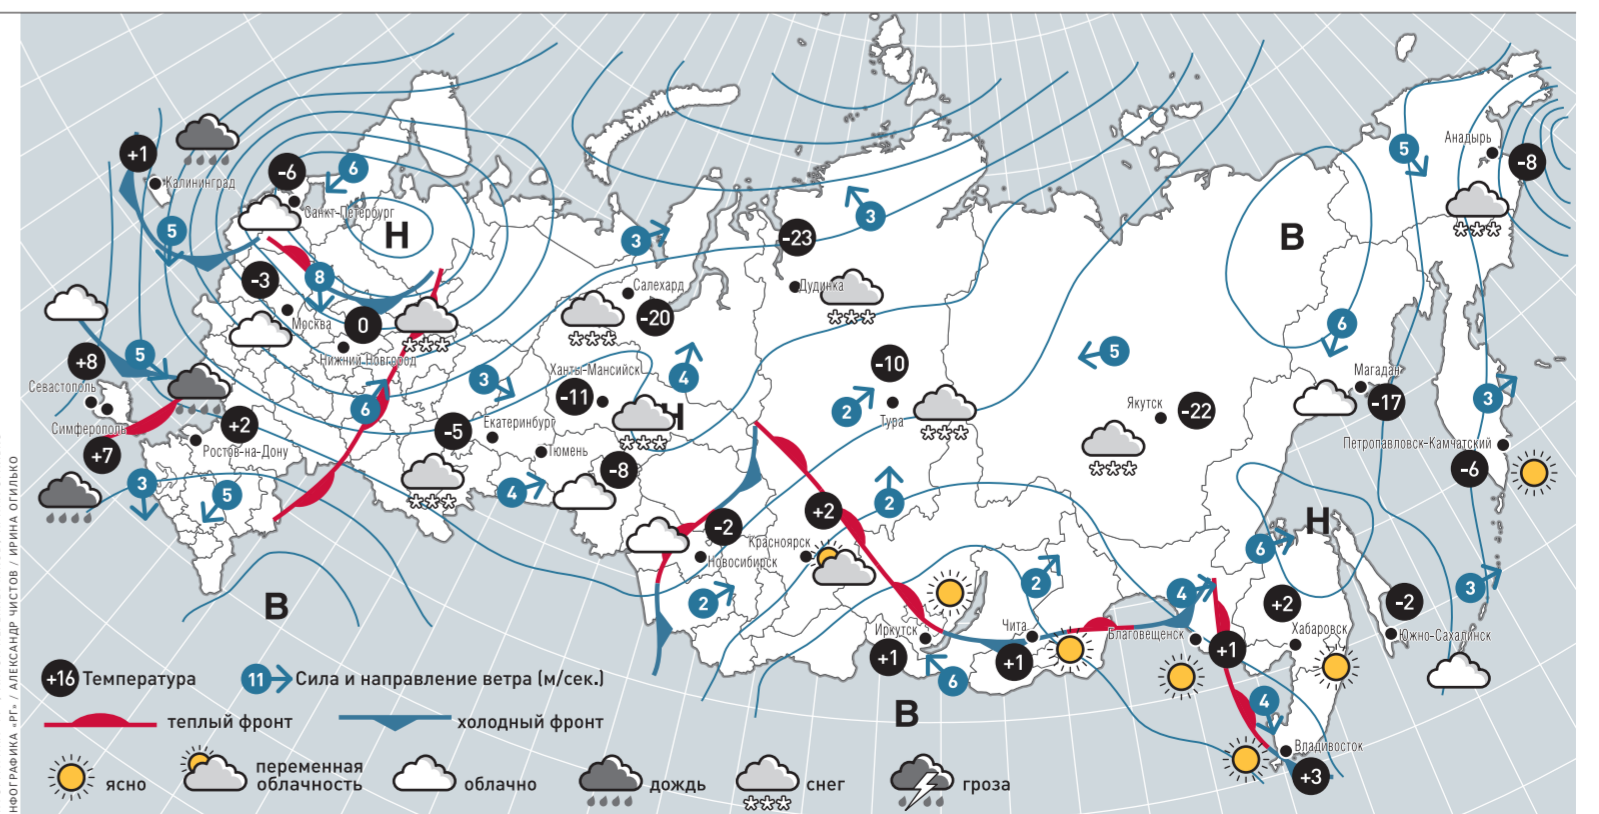 +1
Калининград
-6
6
Санкт-Петербург
Н
5
-3
8
Москва
0
Нижний Новгород
+8
5
Севастополь
Симферополь
+7
+2
Ростов-на-Дону
3
5
6
3
-5
Екатеринбург
Тюмень
4
-8
Ханты-Мансийск
-11
Н
4
3
Салехард
-20
-23
Дудинка
3
-10
2
Тура
5
Якутск
-22
В
6
Магадан
-17
5
Анадырь
-8
3
Петропавловск-Камчатский
-6
-2
Новосибирск
2
+2
Красноярск
2
Иркутск
+1
6
2
Чита
+1
4
Благовещенск
+1
Н
6
+2
Хабаровск
-2
Южно-Сахалинск
3
4
Владивосток
+3
В
В
+16 Температура
11 Сила и направление ветра (м/сек.)
теплый фронт
холодный фронт
ясно
переменная
облачность
облачно
дождь
снег
гроза
НФОГРАФИКА «РГ» / АЛЕКСАНДР ЧИСТОВ / ИРИНА ОГИЛЬКО